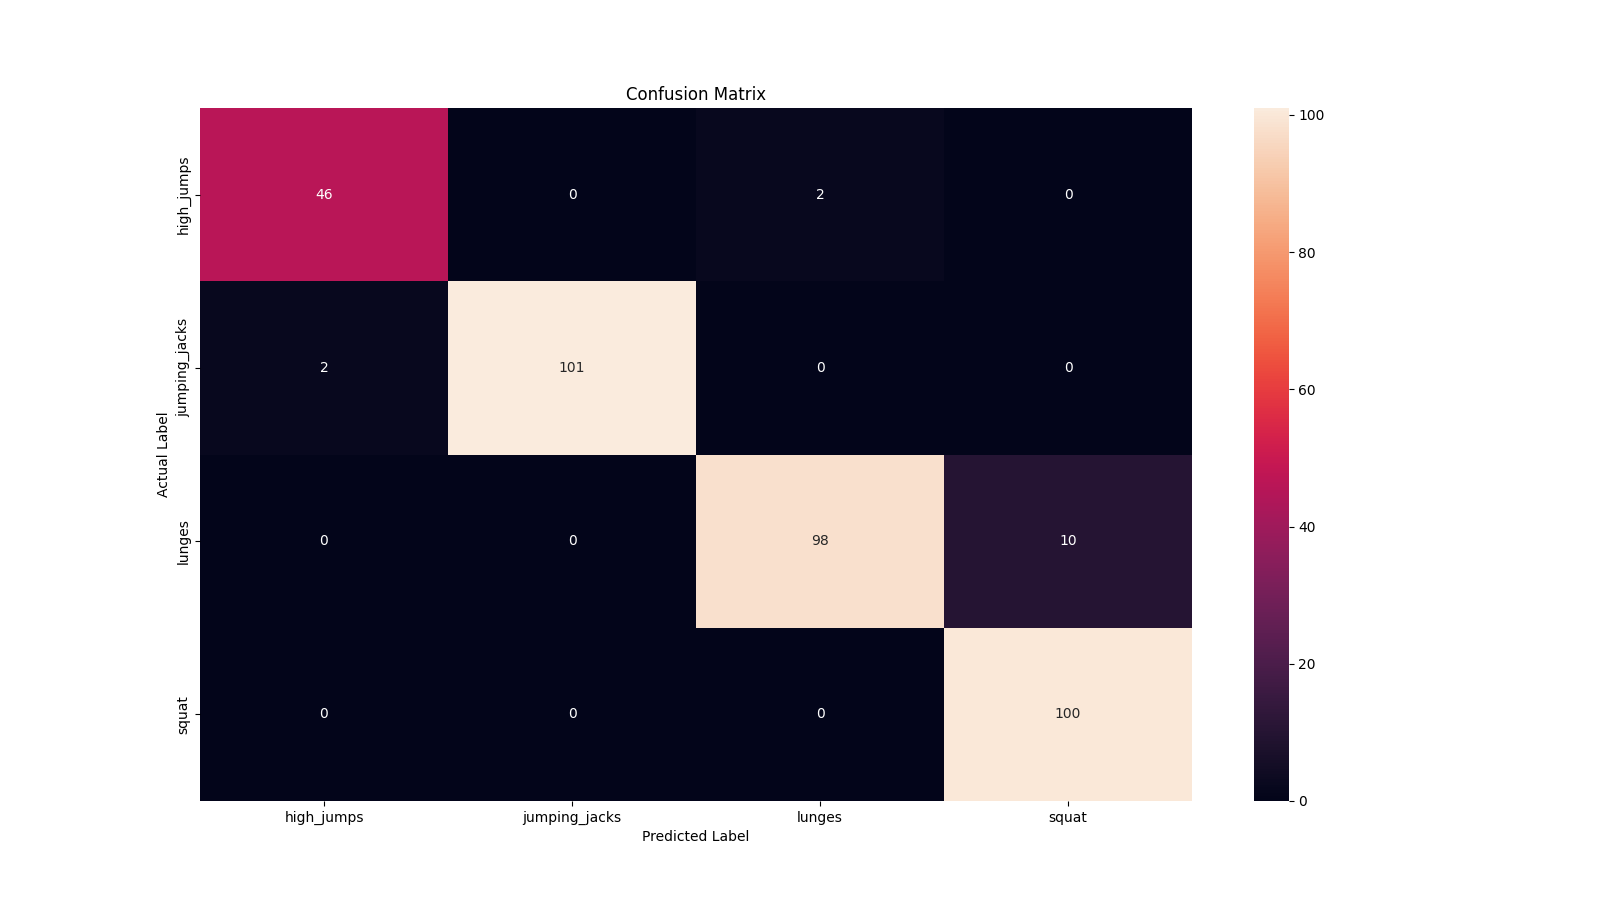 Confusion Matrix
high_jumps
46 0 2 0
jumping_jacks
2 101 0 0
lunges
0 0 98 10
squat
0 0 0 100
Actual Label
high_jumps jumping_jacks lunges squat
Predicted Label
100
80
60
40
20
0